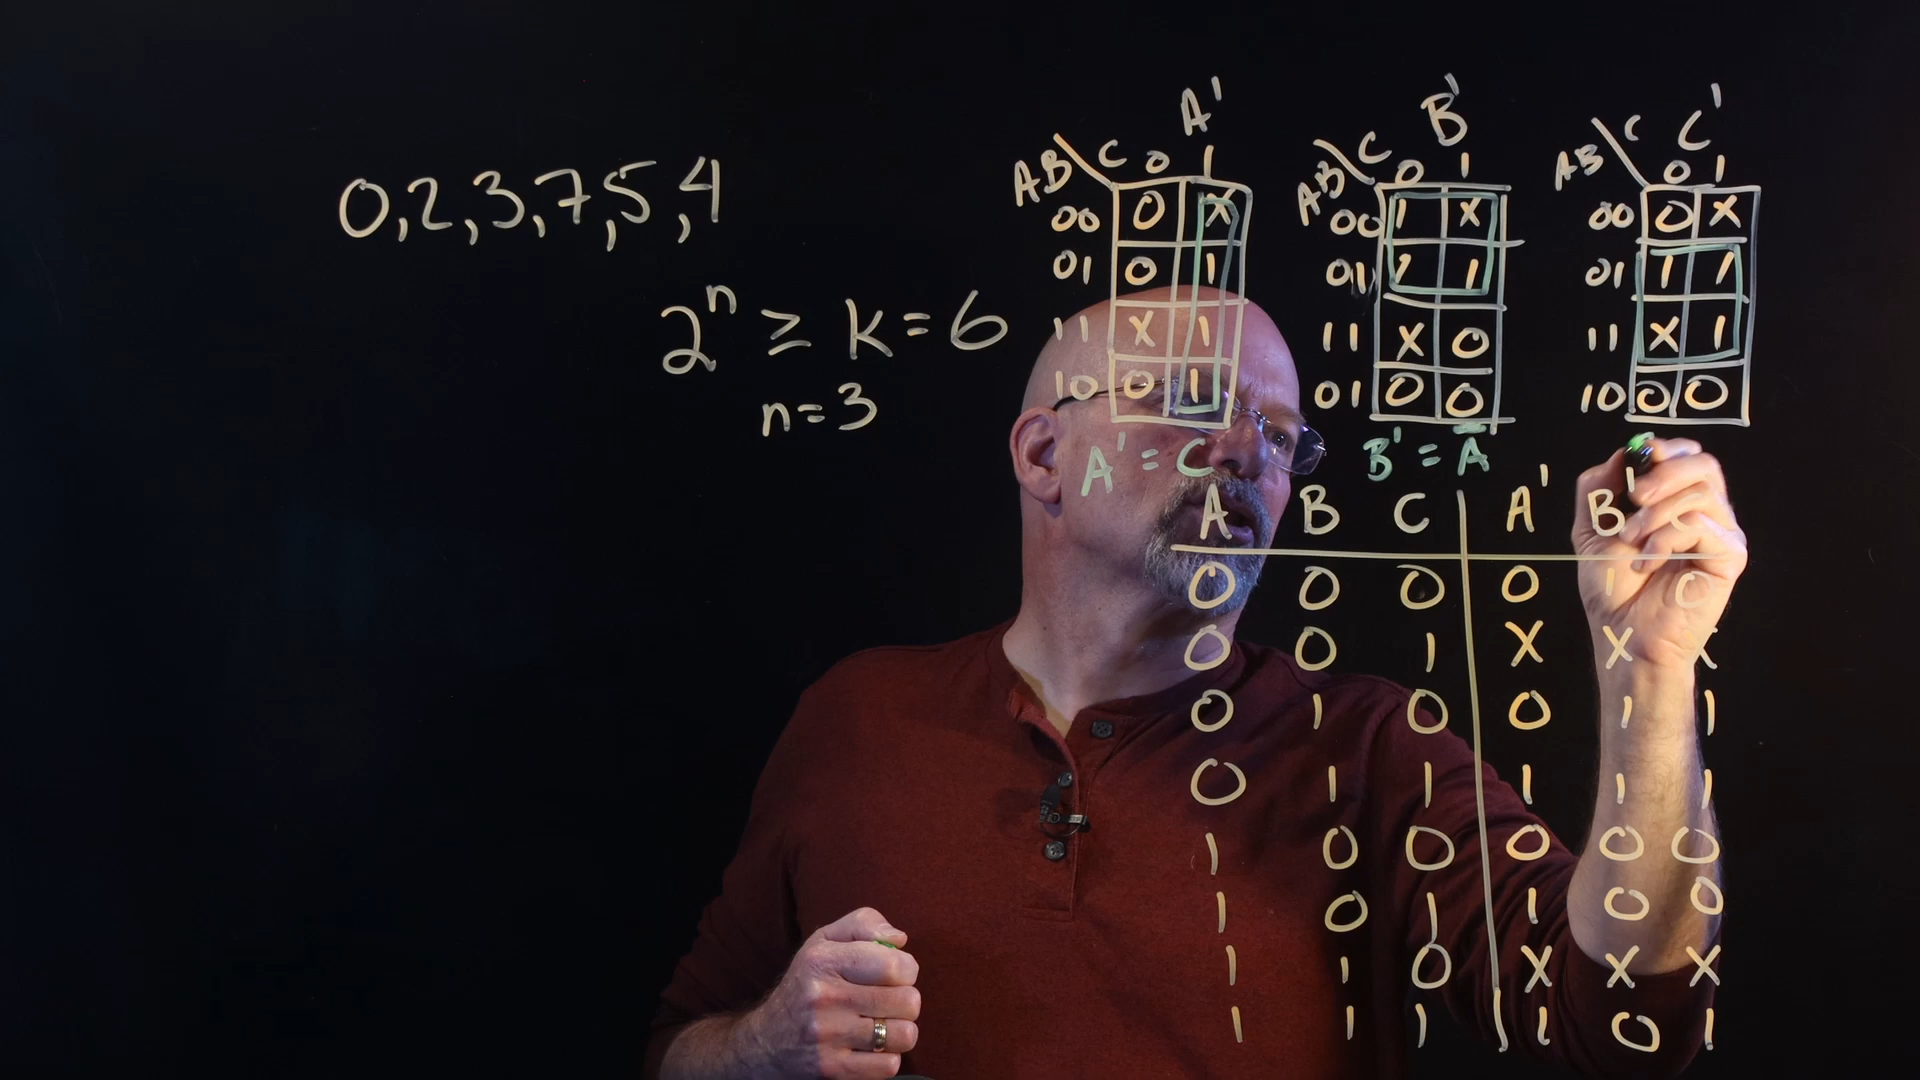 0,2,3,7,5,4
2ⁿ ≥ k = 6
n = 3
A'
AB \ C 0 1
00 0 X
01 0 1
11 X 1
10 0 1
A' = C
B'
AB \ C 0 1
00 1 X
01 1 1
11 X 0
01 0 0
B' = A̅
C'
AB \ C 0 1
00 0 X
01 1 1
11 X 1
10 0 0
A B C A' B'
0 0 0 0 1 0
0 0 1 X X X
0 1 0 0 1 1
0 1 1 1 1 1
1 0 0 0 0 0
1 0 1 1 0 0
1 1 0 X X X
1 1 1 1 0 1